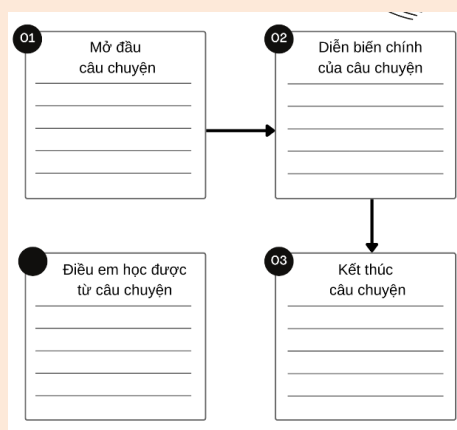 01
Mở đầu
câu chuyện
02
Diễn biến chính
của câu chuyện
03
Kết thúc
câu chuyện
Điều em học được
từ câu chuyện